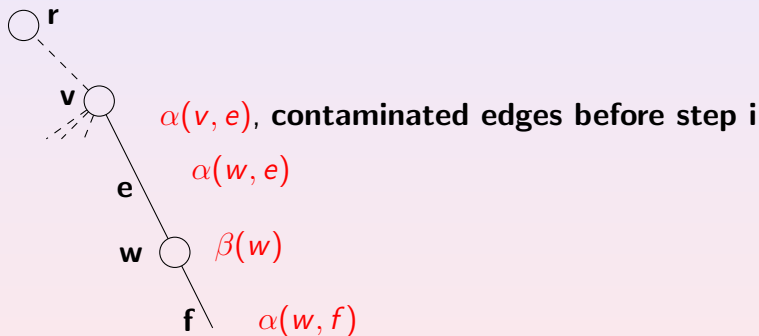 r
v
α(v, e), contaminated edges before step i
α(w, e)
e
w β(w)
f α(w, f)